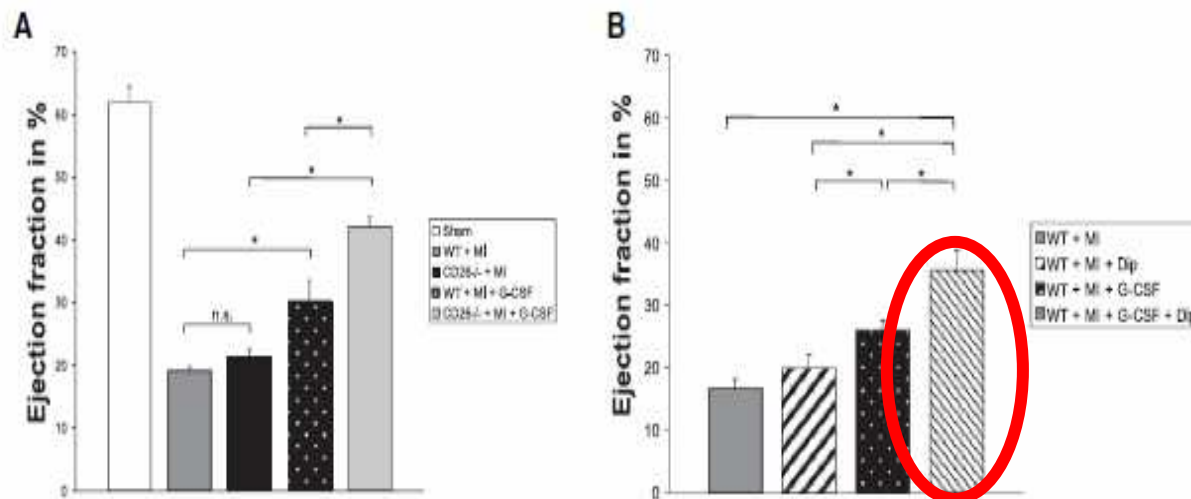 A
Ejection fraction in %
70
60
50
40
30
20
10
0
*
*
*
n.s.
Sham
WT + MI
CD26-/- + MI
WT + MI + G-CSF
CD26-/- + MI + G-CSF
B
Ejection fraction in %
70
60
50
40
30
20
10
0
*
*
*
*
WT + MI
WT + MI + Dip
WT + MI + G-CSF
WT + MI + G-CSF + Dip